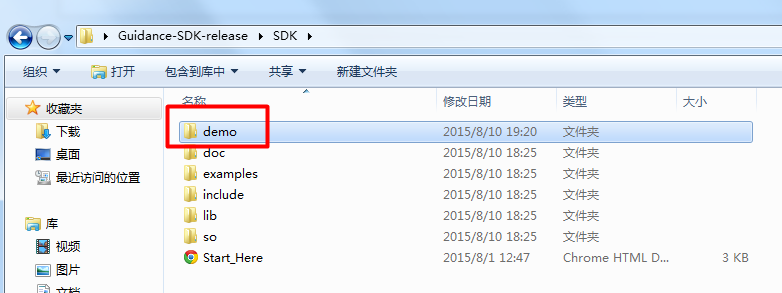 Guidance-SDK-release ▸ SDK ▸
组织 打开 包含到库中 共享 新建文件夹
收藏夹
下载
桌面
最近访问的位置
库
视频
图片
文档
名称 修改日期 类型 大小
demo 2015/8/10 19:20 文件夹
doc 2015/8/10 18:25 文件夹
examples 2015/8/10 18:25 文件夹
include 2015/8/10 18:25 文件夹
lib 2015/8/10 18:25 文件夹
so 2015/8/10 18:25 文件夹
Start_Here 2015/8/1 12:47 Chrome HTML D... 3 KB